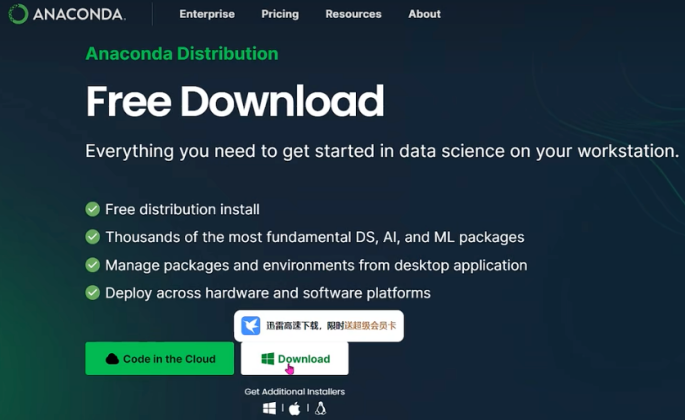 ANACONDA.
Enterprise Pricing Resources About
Anaconda Distribution
Free Download
Everything you need to get started in data science on your workstation.
Free distribution install
Thousands of the most fundamental DS, AI, and ML packages
Manage packages and environments from desktop application
Deploy across hardware and software platforms
迅雷高速下载，限时送超级会员卡
Code in the Cloud Download
Get Additional Installers